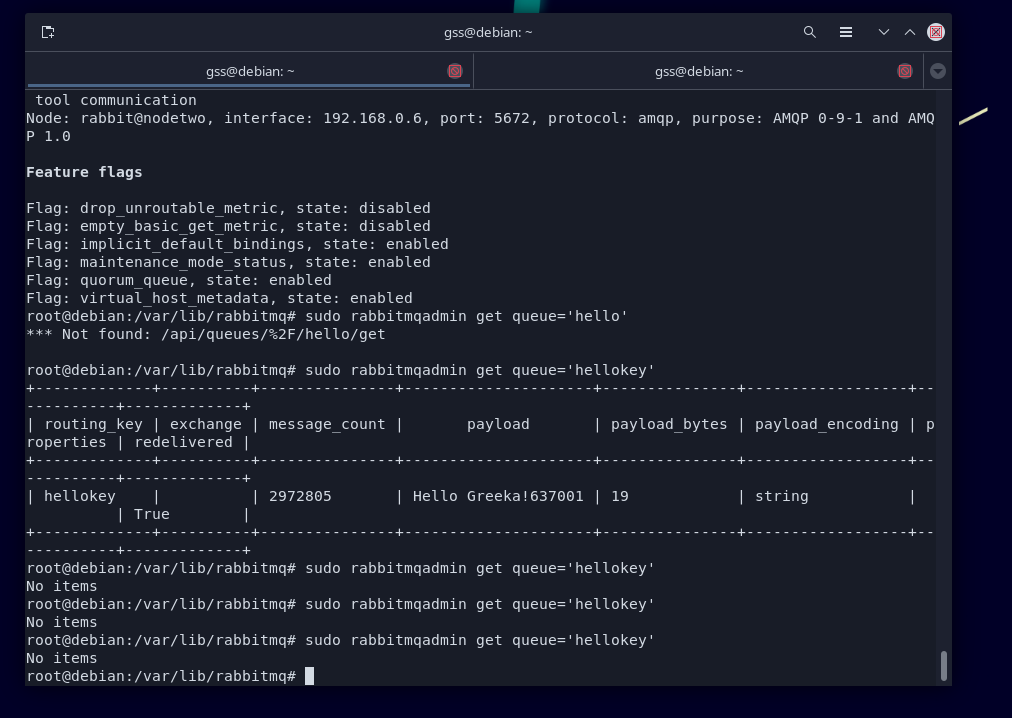 gss@debian: ~
gss@debian: ~ gss@debian: ~
 tool communication
Node: rabbit@nodetwo, interface: 192.168.0.6, port: 5672, protocol: amqp, purpose: AMQP 0-9-1 and AMQ
P 1.0

Feature flags

Flag: drop_unroutable_metric, state: disabled
Flag: empty_basic_get_metric, state: disabled
Flag: implicit_default_bindings, state: enabled
Flag: maintenance_mode_status, state: enabled
Flag: quorum_queue, state: enabled
Flag: virtual_host_metadata, state: enabled
root@debian:/var/lib/rabbitmq# sudo rabbitmqadmin get queue='hello'
*** Not found: /api/queues/%2F/hello/get

root@debian:/var/lib/rabbitmq# sudo rabbitmqadmin get queue='hellokey'
+-------------+----------+---------------+---------------------+---------------+------------------+--
----------+-------------+
| routing_key | exchange | message_count |       payload       | payload_bytes | payload_encoding | p
roperties | redelivered |
+-------------+----------+---------------+---------------------+---------------+------------------+--
----------+-------------+
| hellokey    |          | 2972805       | Hello Greeka!637001 | 19            | string           |
          | True        |
+-------------+----------+---------------+---------------------+---------------+------------------+--
----------+-------------+
root@debian:/var/lib/rabbitmq# sudo rabbitmqadmin get queue='hellokey'
No items
root@debian:/var/lib/rabbitmq# sudo rabbitmqadmin get queue='hellokey'
No items
root@debian:/var/lib/rabbitmq# sudo rabbitmqadmin get queue='hellokey'
No items
root@debian:/var/lib/rabbitmq#